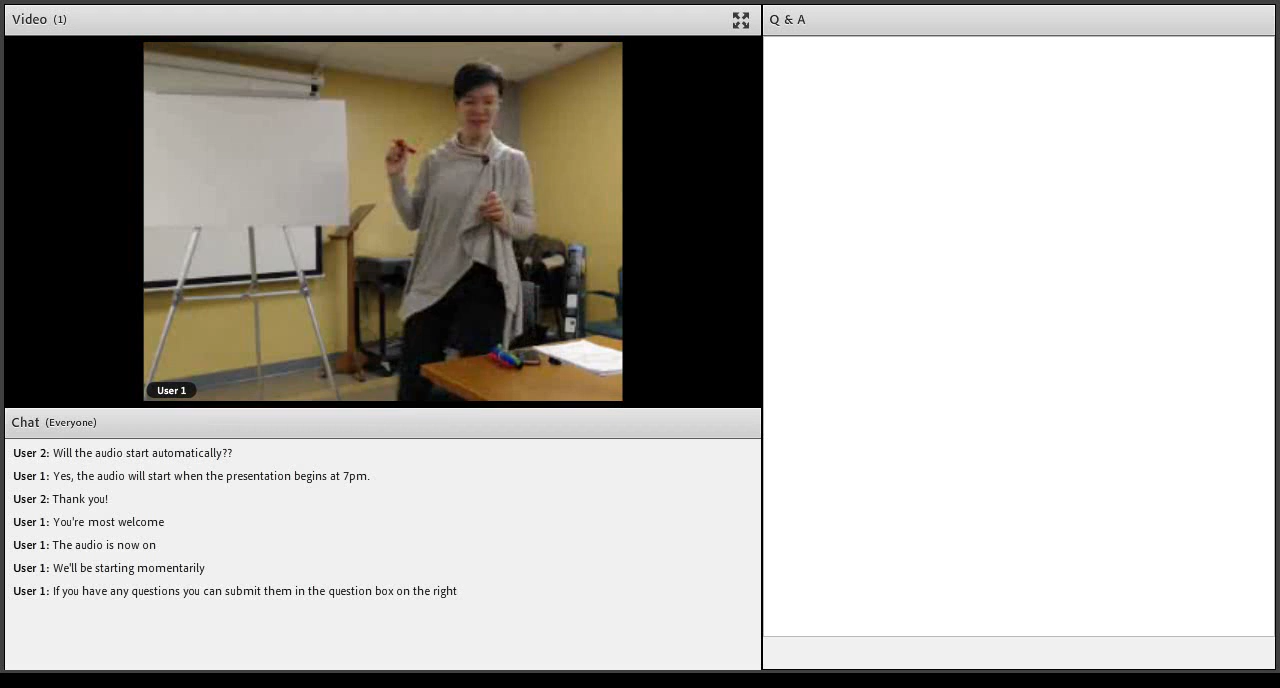 Video (1)
Q & A
User 1
Chat (Everyone)
User 2: Will the audio start automatically??
User 1: Yes, the audio will start when the presentation begins at 7pm.
User 2: Thank you!
User 1: You're most welcome
User 1: The audio is now on
User 1: We'll be starting momentarily
User 1: If you have any questions you can submit them in the question box on the right